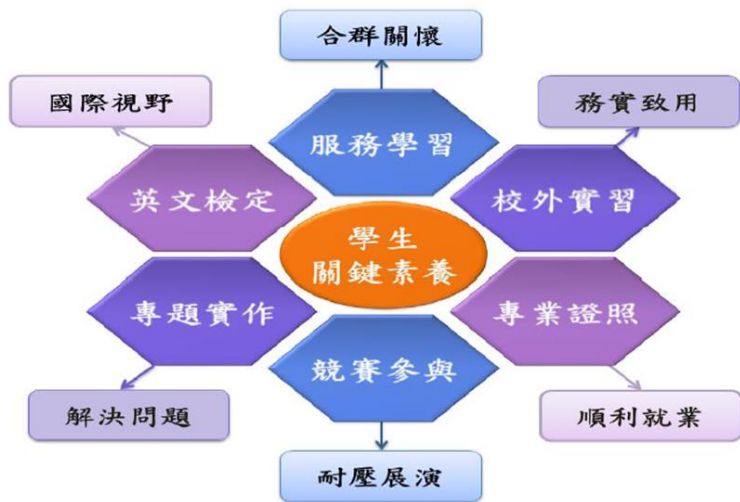 合群關懷
國際視野
務實致用
服務學習
英文檢定
校外實習
學生
關鍵素養
專題實作
專業證照
競賽參與
解決問題
順利就業
耐壓展演